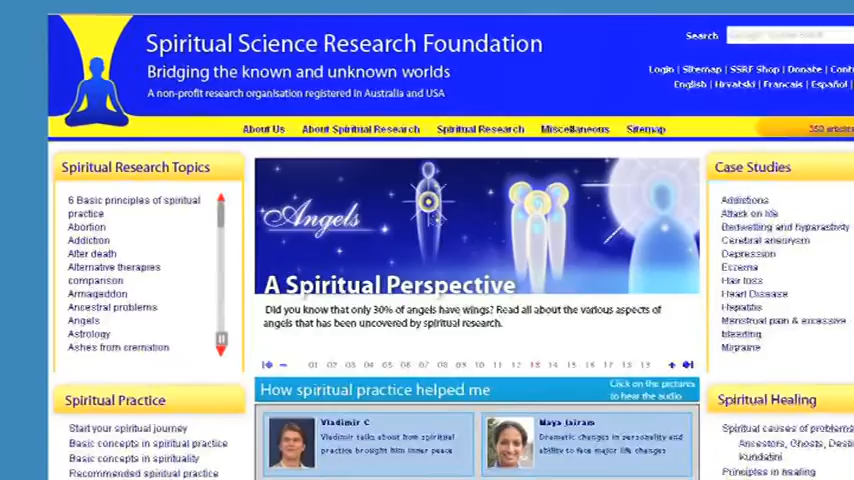 Spiritual Science Research Foundation
Bridging the known and unknown worlds
A non-profit research organisation registered in Australia and USA
Search
Login | Sitemap | SSRF Shop | Donate |
English | Hrvatski | Francais | Español |
About Us
About Spiritual Research
Spiritual Research
Miscellaneous
Sitemap
Spiritual Research Topics
6 Basic principles of spiritual
practice
Abortion
Addiction
After death
Alternative therapies
comparison
Armageddon
Ancestral problems
Angels
Astrology
Ashes from cremation
Spiritual Practice
Start your spiritual journey
Basic concepts in spiritual practice
Basic concepts in spirituality
Recommended spiritual practice
Angels
A Spiritual Perspective
Did you know that only 30% of angels have wings? Read all about the various aspects of
angels that has been uncovered by spiritual research.
01 02 03 04 05 06 07 08 09 10 11 12 13 14 15 16 17 18 19
How spiritual practice helped me
Click on the pictures
to hear the audio
Vladimir C
Vladimir talks about how spiritual
practice brought him inner peace
Maya Jairam
Dramatic changes in personality and
ability to face major life changes
Case Studies
Addictions
Attack on life
Bedwetting and hyperactivity
Cerebral aneurysm
Depression
Eczema
Hair loss
Heart Disease
Hepatitis
Menstrual pain & excessive
bleeding
Migraine
Spiritual Healing
Spiritual causes of problems
Ancestors, Ghosts,
Kundalini
Principles in healing